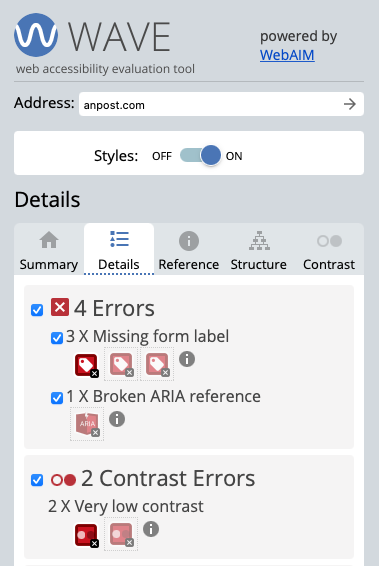 WAVE
powered by
WebAIM
web accessibility evaluation tool
Address: anpost.com
Styles: OFF ON
Details
Summary Details Reference Structure Contrast
4 Errors
3 X Missing form label
1 X Broken ARIA reference
ARIA
2 Contrast Errors
2 X Very low contrast